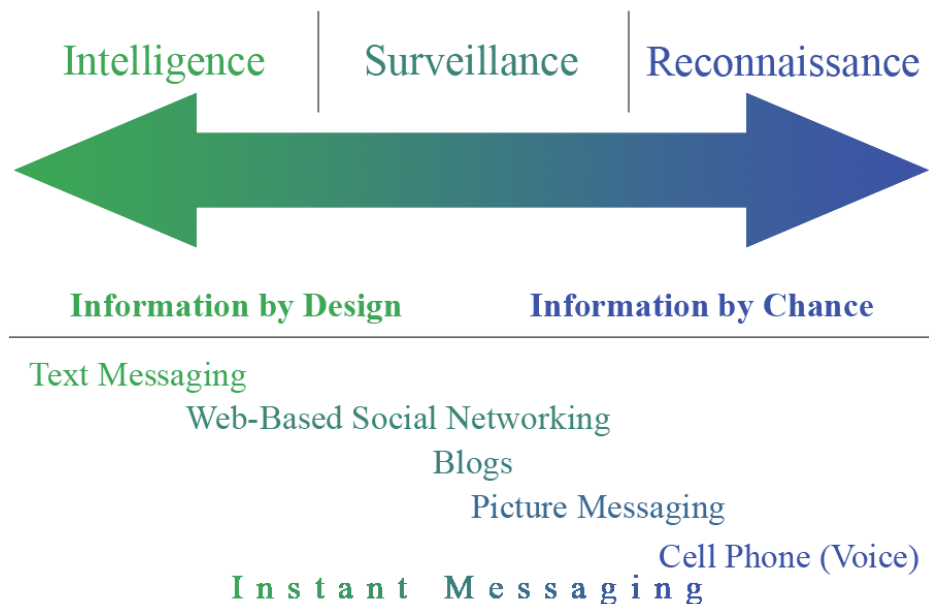 Intelligence Surveillance Reconnaissance
Information by Design Information by Chance
Text Messaging
Web-Based Social Networking
Blogs
Picture Messaging
Cell Phone (Voice)
Instant Messaging